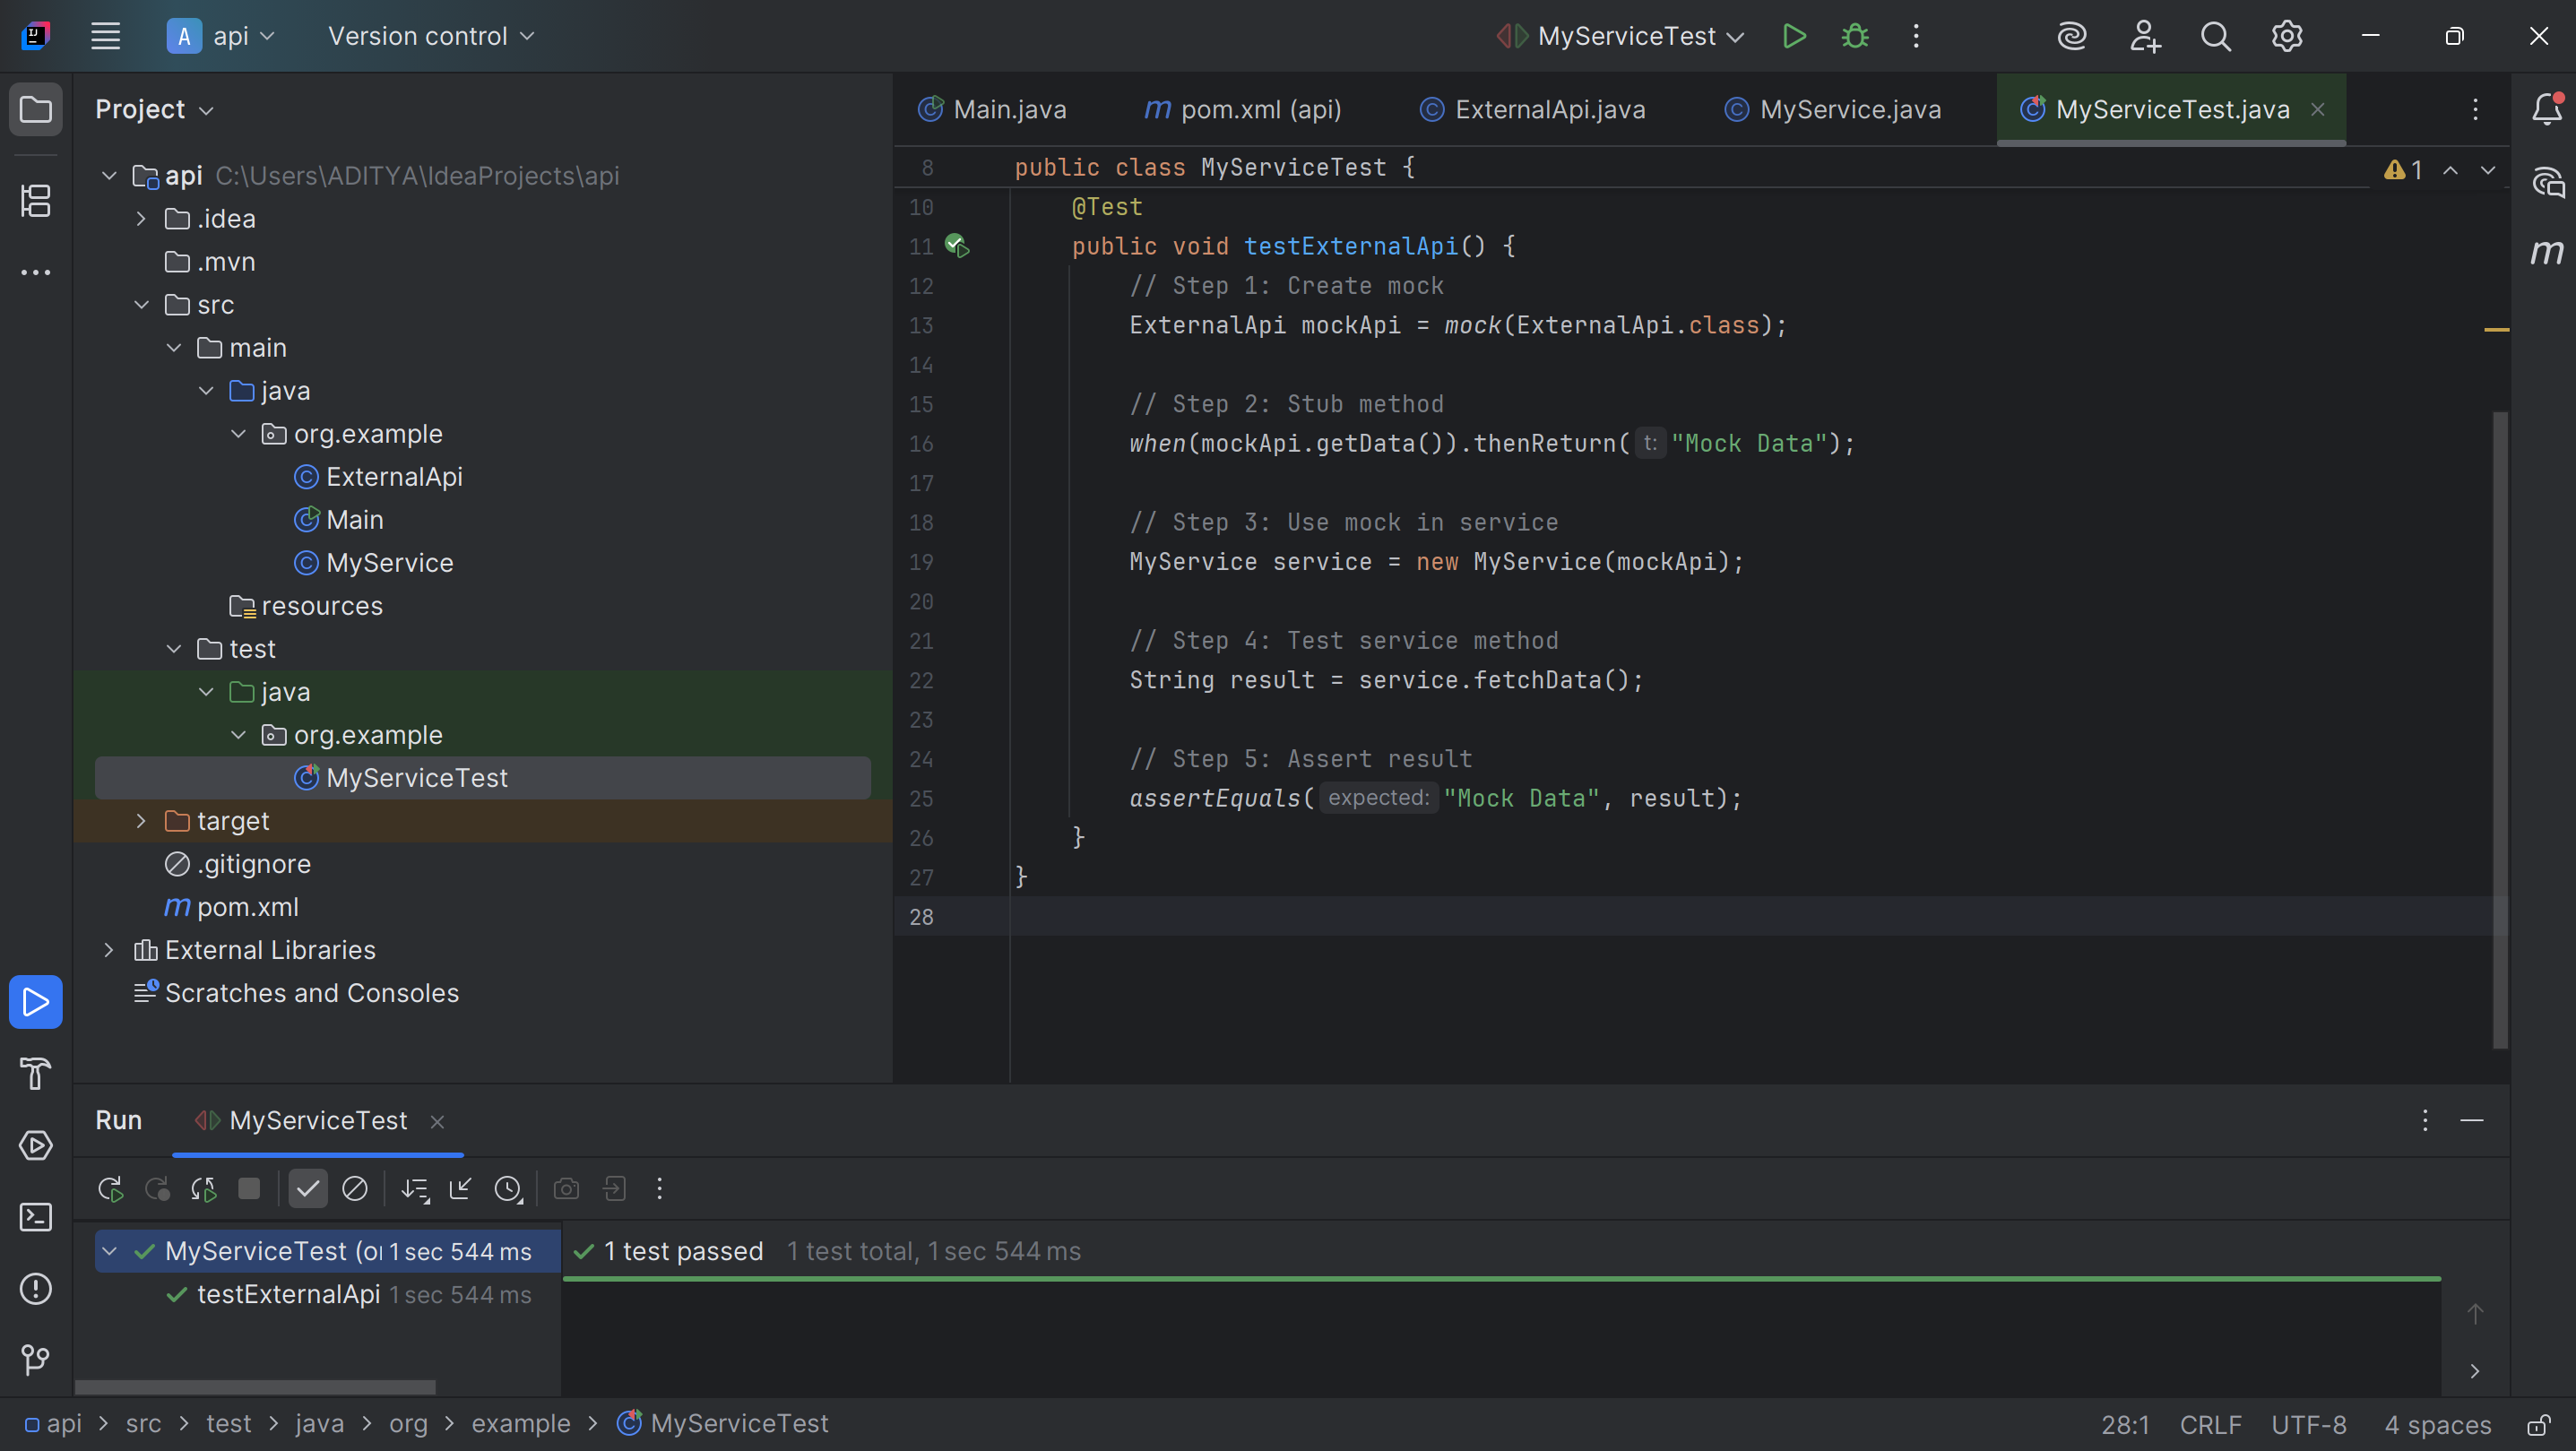 A api Version control MyServiceTest
Project
Main.java pom.xml (api) ExternalApi.java MyService.java MyServiceTest.java
api C:\Users\ADITYA\IdeaProjects\api
.idea
.mvn
src
main
java
org.example
ExternalApi
Main
MyService
resources
test
java
org.example
MyServiceTest
target
.gitignore
pom.xml
External Libraries
Scratches and Consoles
8 public class MyServiceTest {
1
10 @Test
11 public void testExternalApi() {
12 // Step 1: Create mock
13 ExternalApi mockApi = mock(ExternalApi.class);
14
15 // Step 2: Stub method
16 when(mockApi.getData()).thenReturn( t: "Mock Data");
17
18 // Step 3: Use mock in service
19 MyService service = new MyService(mockApi);
20
21 // Step 4: Test service method
22 String result = service.fetchData();
23
24 // Step 5: Assert result
25 assertEquals( expected: "Mock Data", result);
26 }
27 }
28
Run MyServiceTest
MyServiceTest (or 1 sec 544 ms
testExternalApi 1 sec 544 ms
1 test passed 1 test total, 1 sec 544 ms
api > src > test > java > org > example > MyServiceTest
28:1 CRLF UTF-8 4 spaces